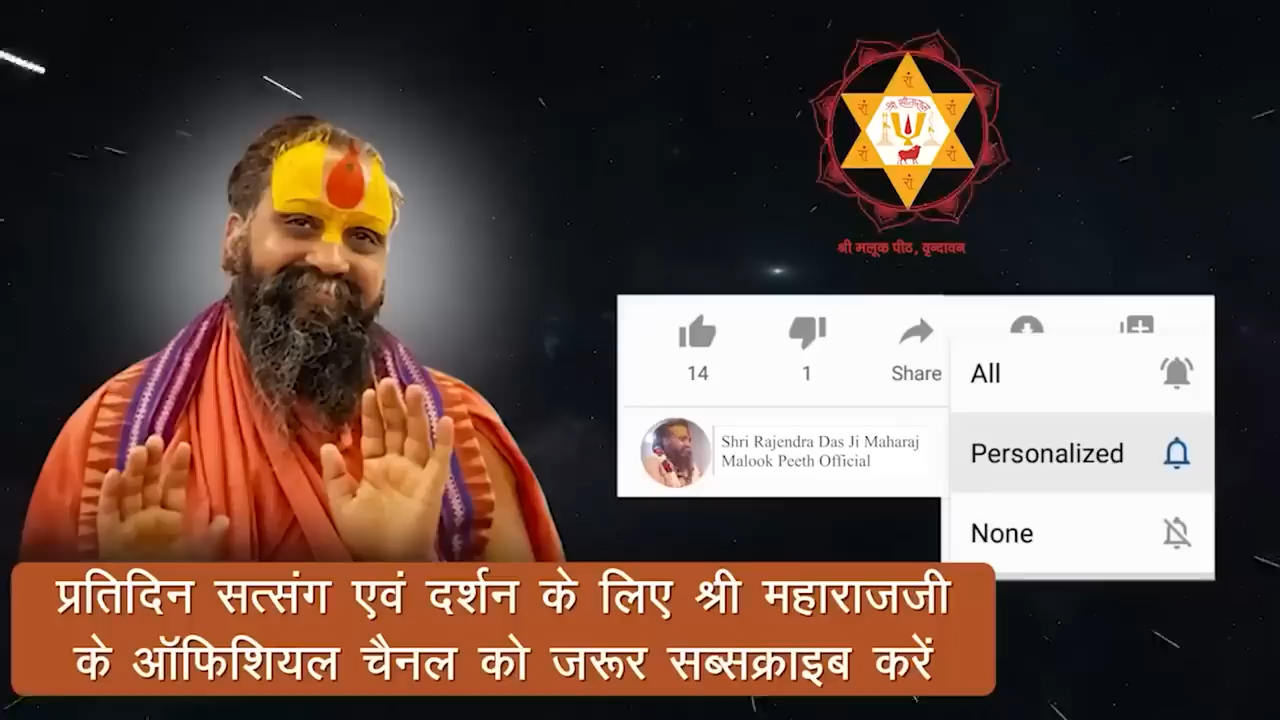 रां
रां
रां
श्री सीताराम
रां
रां
रां
श्री मलूक पीठ, वृन्दावन
14
1
Share
All
Shri Rajendra Das Ji Maharaj
Malook Peeth Official
Personalized
None
प्रतिदिन सत्संग एवं दर्शन के लिए श्री महाराजजी
के ऑफिशियल चैनल को जरूर सब्सक्राइब करें